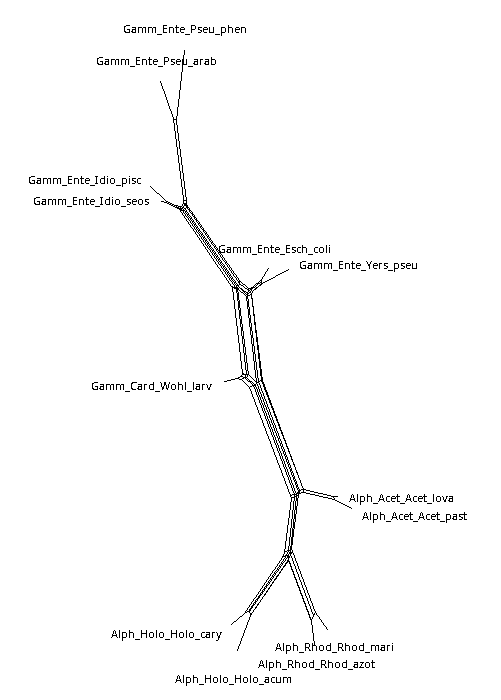 Gamm_Ente_Pseu_phen
Gamm_Ente_Pseu_arab
Gamm_Ente_Idio_pisc
Gamm_Ente_Idio_seos
Gamm_Ente_Esch_coli
Gamm_Ente_Yers_pseu
Gamm_Card_Wohl_larv
Alph_Acet_Acet_lova
Alph_Acet_Acet_past
Alph_Holo_Holo_cary
Alph_Rhod_Rhod_mari
Alph_Rhod_Rhod_azot
Alph_Holo_Holo_acum